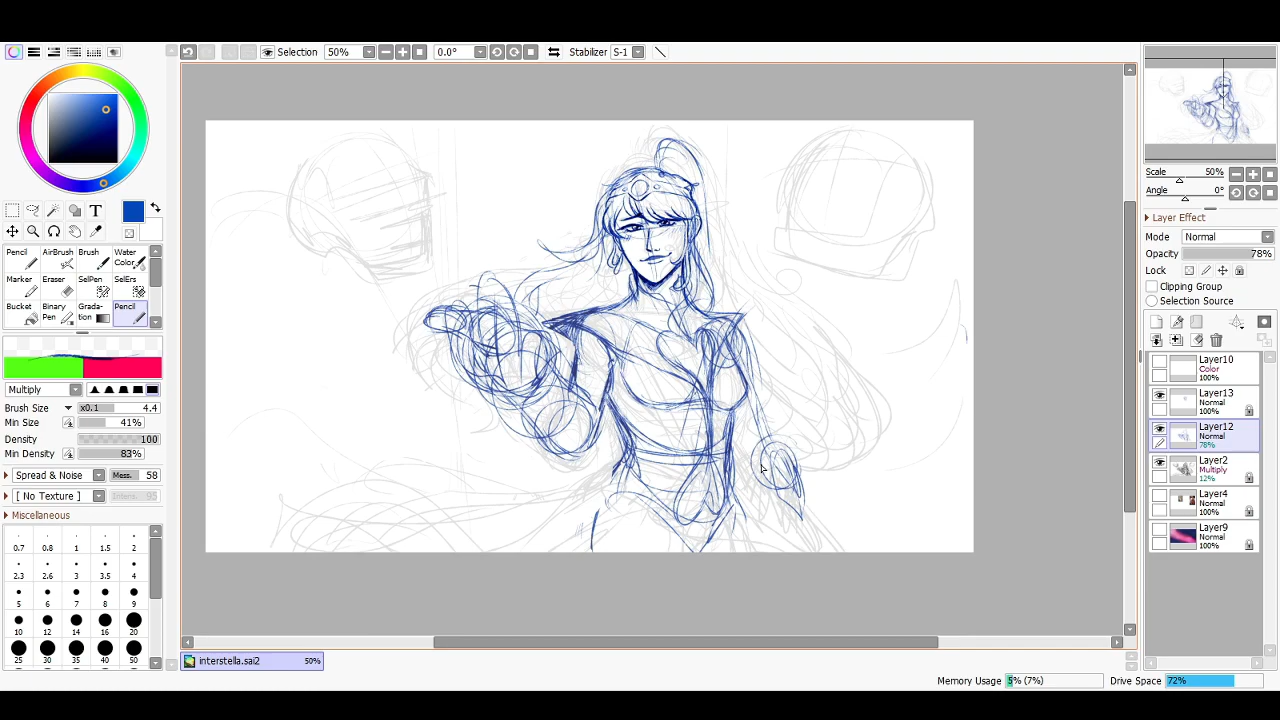 Selection 50% 0.0° Stabilizer S-1
T
Pencil AirBrush Brush Water Color
Marker Eraser SelPen SelErs
Bucket Binary Pen Grada-tion Pencil
Multiply
Brush Size x0.1 4.4
Min Size 41%
Density 100
Min Density 83%
Spread & Noise Mess. 58
[ No Texture ] Intens. 95
Miscellaneous
0.7 0.8 1 1.5 2
2.3 2.6 3 3.5 4
5 6 7 8 9
10 12 14 16 20
25 30 35 40 50
interstella.sai2 50%
Scale 50%
Angle 0°
Layer Effect
Mode Normal
Opacity 78%
Lock
Clipping Group
Selection Source
Layer10
Color
100%
Layer13
Normal
100%
Layer12
Normal
78%
Layer2
Multiply
12%
Layer4
Normal
100%
Layer9
Normal
100%
Memory Usage 5% (7%) Drive Space 72%